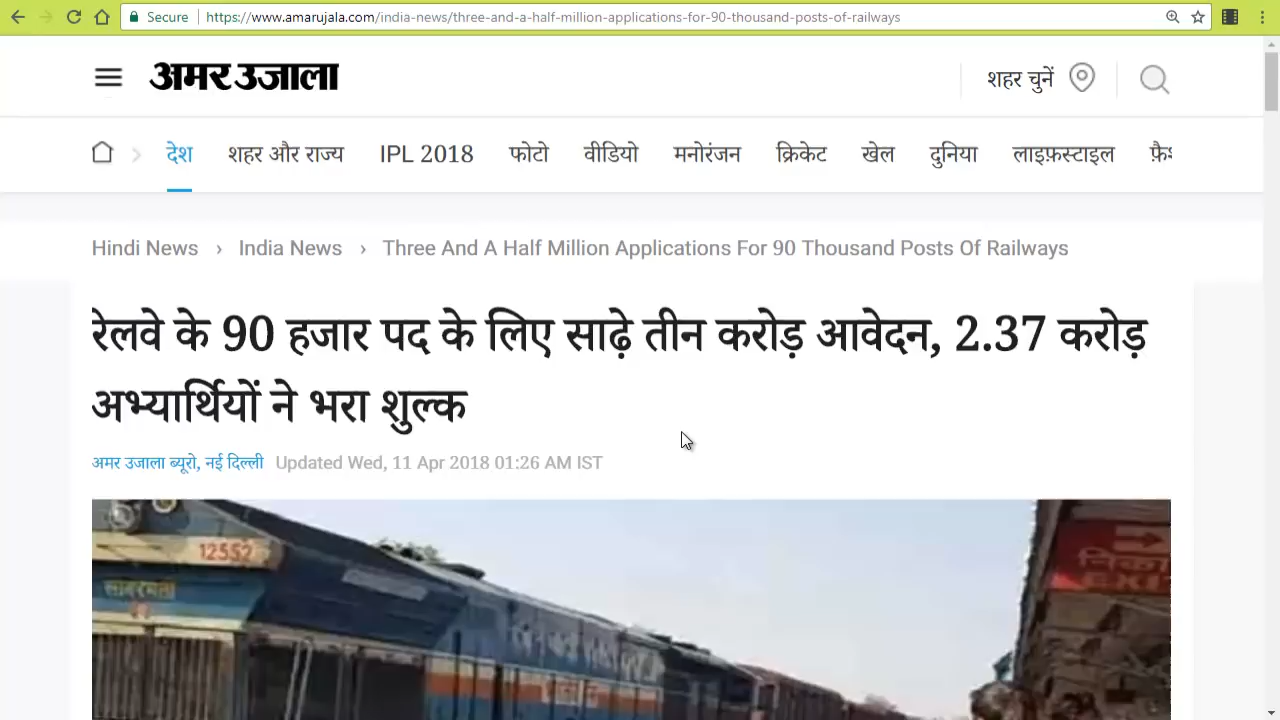 Secure https://www.amarujala.com/india-news/three-and-a-half-million-applications-for-90-thousand-posts-of-railways
अमर उजाला
शहर चुनें
देश शहर और राज्य IPL 2018 फोटो वीडियो मनोरंजन क्रिकेट खेल दुनिया लाइफ़स्टाइल
Hindi News › India News › Three And A Half Million Applications For 90 Thousand Posts Of Railways
रेलवे के 90 हजार पद के लिए साढ़े तीन करोड़ आवेदन, 2.37 करोड़
अभ्यार्थियों ने भरा शुल्क
अमर उजाला ब्यूरो, नई दिल्ली Updated Wed, 11 Apr 2018 01:26 AM IST
12552
साबरमती